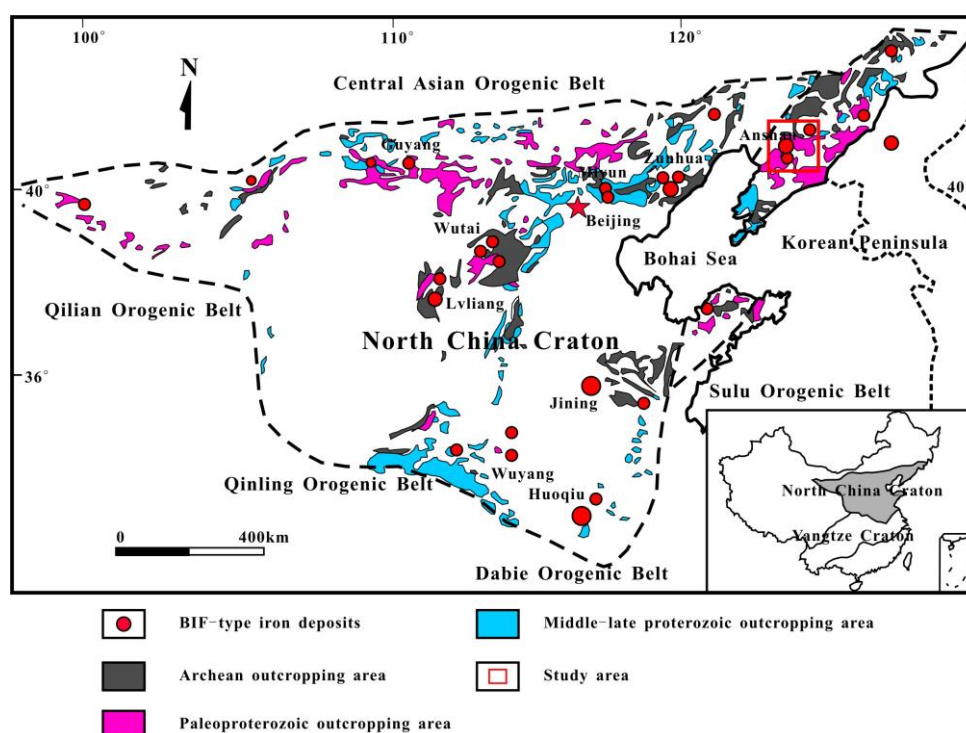 100° 110° 120°
N
Central Asian Orogenic Belt
Guyang
Anshan
Miyun
Zunhua
40° 40
Beijing
Wutai
Korean Peninsula
Bohai Sea
Qilian Orogenic Belt
Lvliang
North China Craton
36°
Sulu Orogenic Belt
Jining
Wuyang
Qinling Orogenic Belt
Huoqiu
North China Craton
Yangtze Craton
0 400km
Dabie Orogenic Belt
BIF-type iron deposits
Middle-late proterozoic outcropping area
Archean outcropping area
Study area
Paleoproterozoic outcropping area